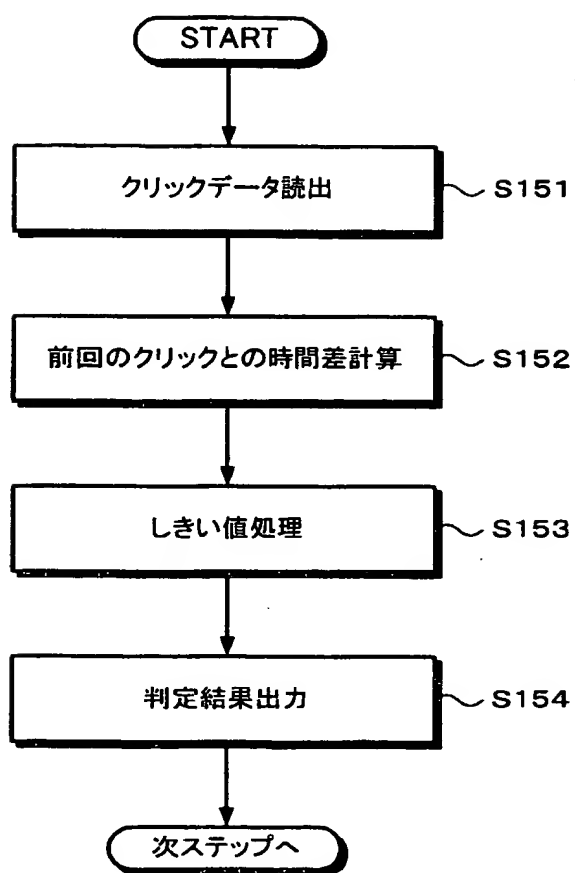 START
クリックデータ読出
S151
前回のクリックとの時間差計算
S152
しきい値処理
S153
判定結果出力
S154
次ステップへ